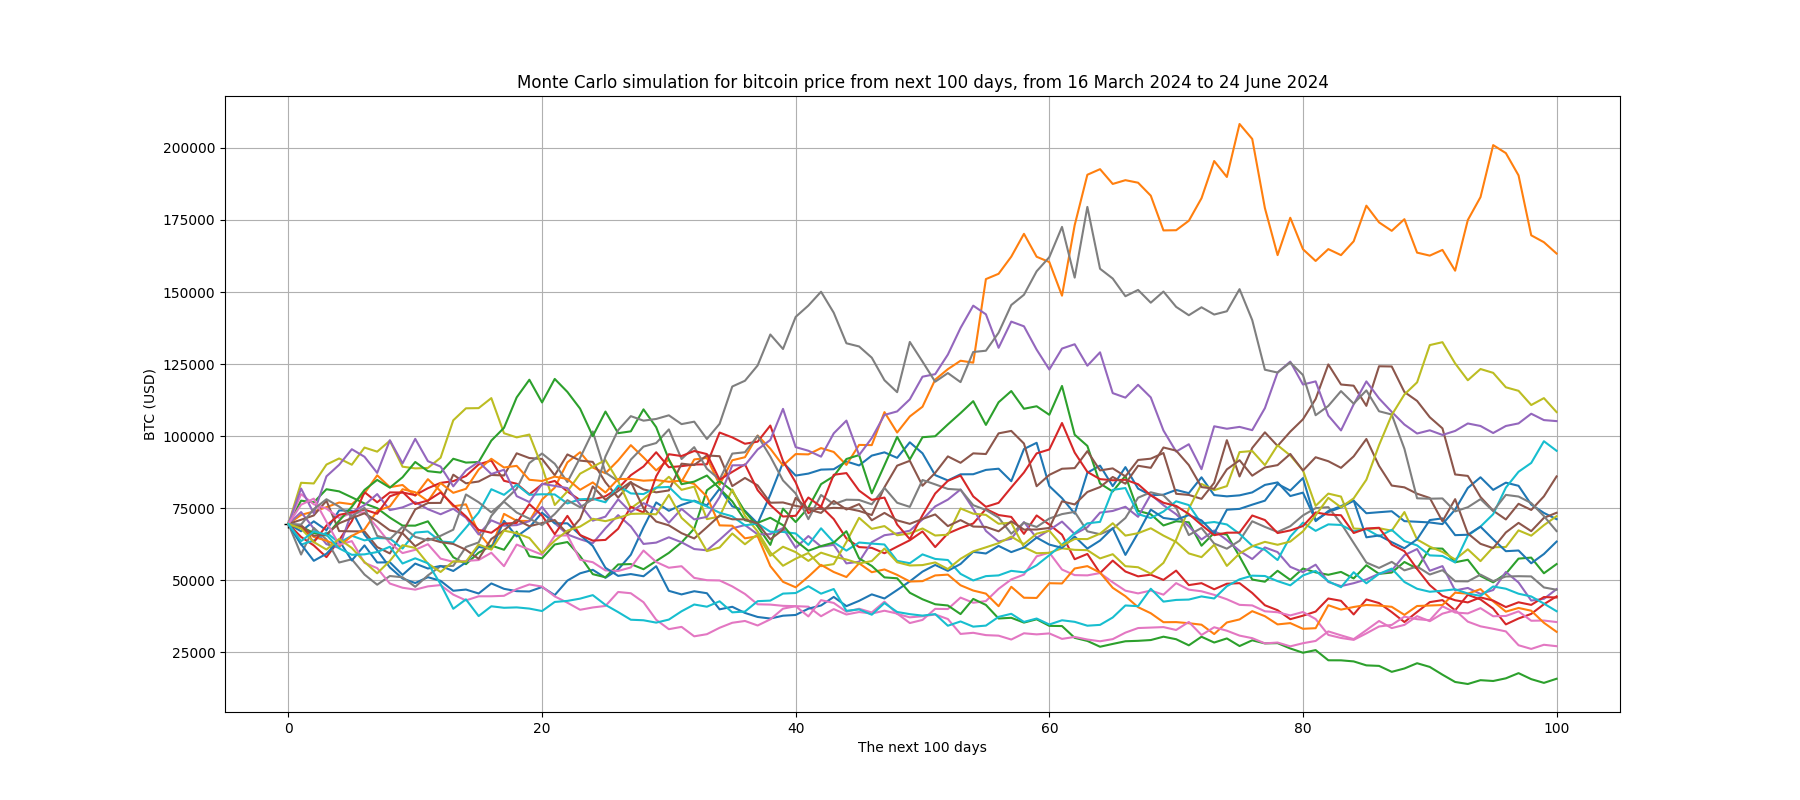 Monte Carlo simulation for bitcoin price from next 100 days, from 16 March 2024 to 24 June 2024
BTC (USD)
200000
175000
150000
125000
100000
75000
50000
25000
0 20 40 60 80 100
The next 100 days